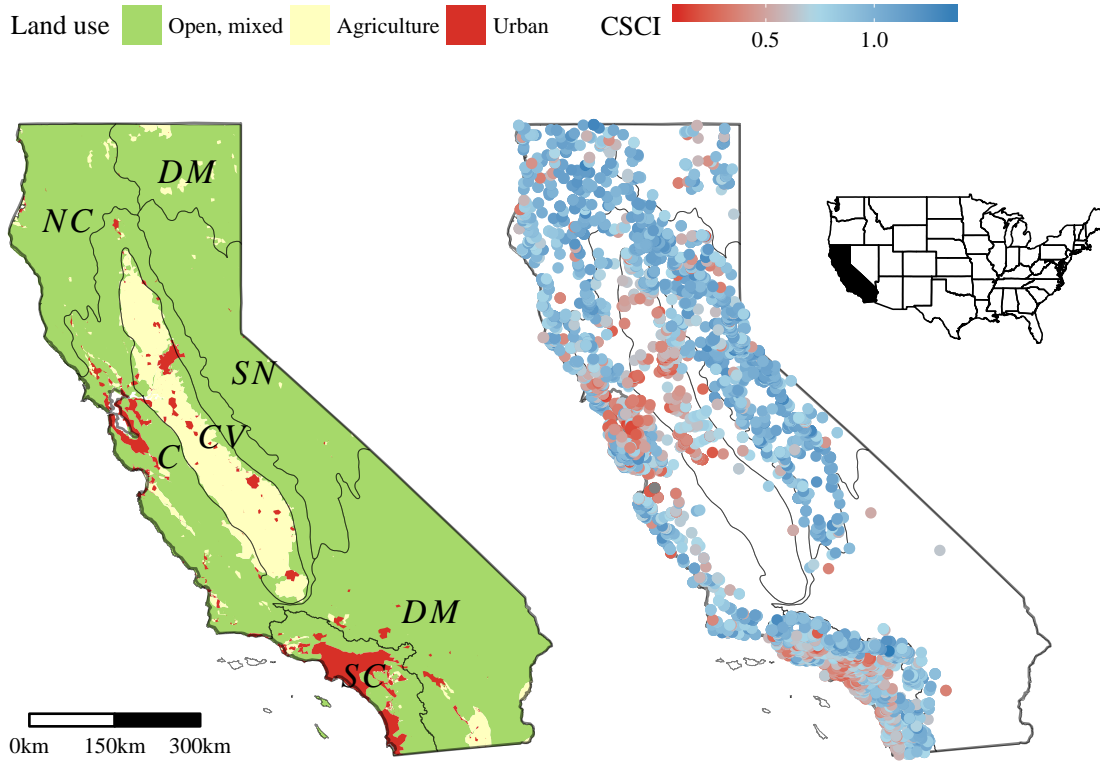 Land use Open, mixed Agriculture Urban CSCI
0.5 1.0
DM
NC
SN
CV
C
DM
SC
0km 150km 300km